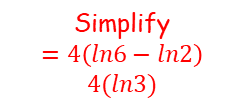 Simplify
= 4(ln6 − ln2)
4(ln3)